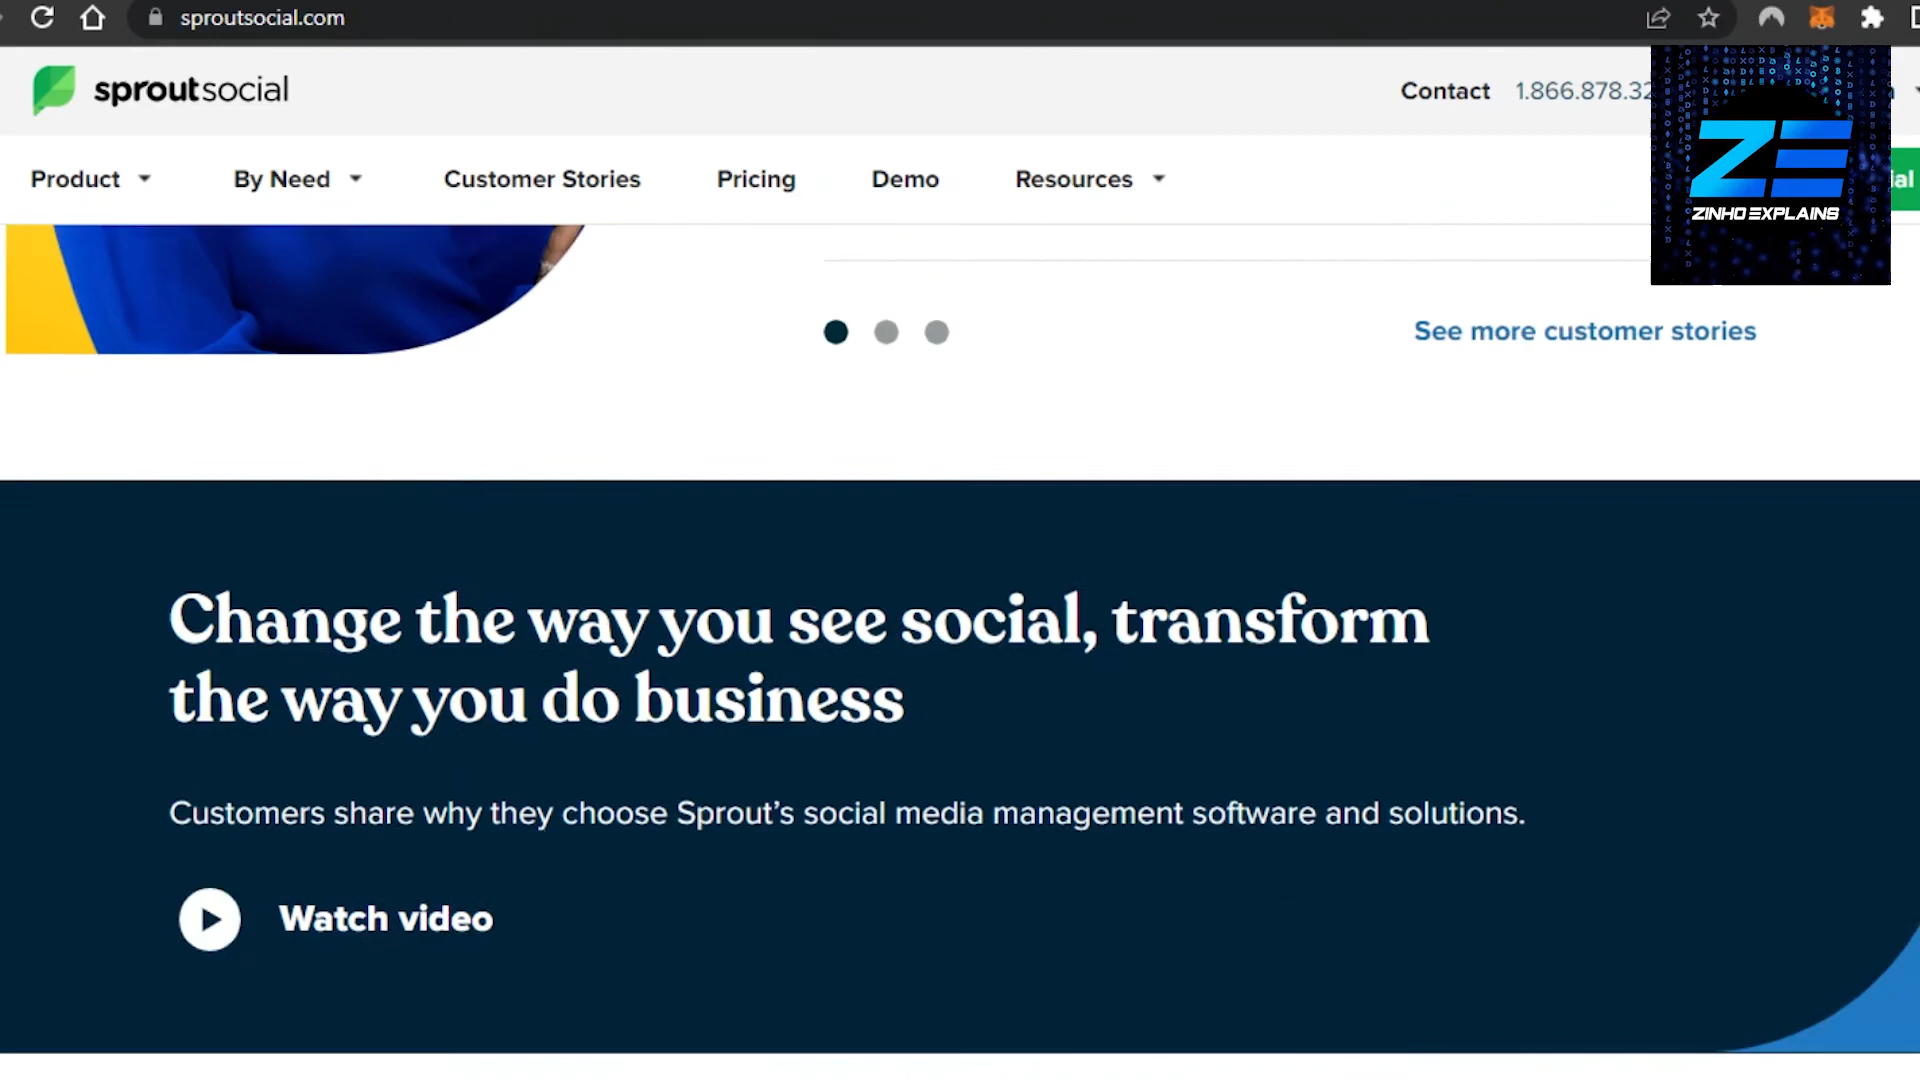 sproutsocial.com
sproutsocial
Contact 1.866.878.32
Product By Need Customer Stories Pricing Demo Resources
ZE
ZINHO EXPLAINS
See more customer stories
Change the way you see social, transform
the way you do business
Customers share why they choose Sprout's social media management software and solutions.
Watch video